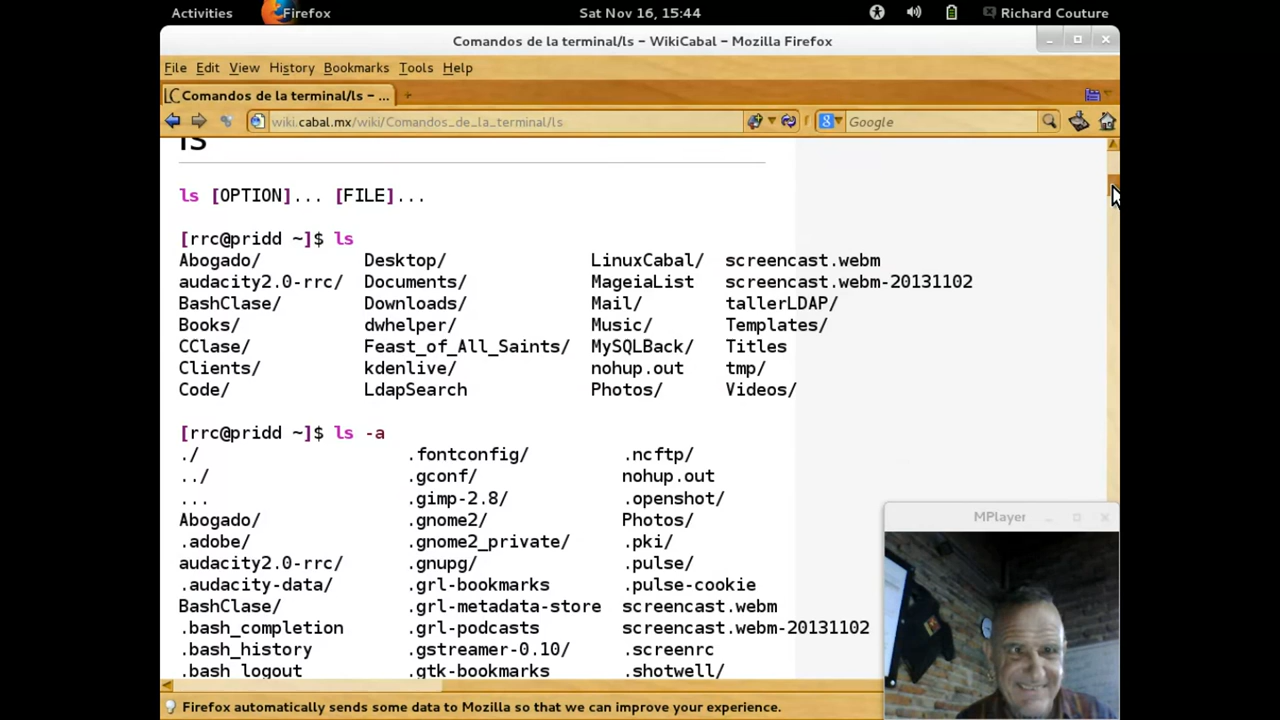 Activities Firefox Sat Nov 16, 15:44 Richard Couture
Comandos de la terminal/ls – WikiCabal – Mozilla Firefox
File Edit View History Bookmarks Tools Help
Comandos de la terminal/ls – ...
wiki.cabal.mx/wiki/Comandos_de_la_terminal/ls Google
ls
ls [OPTION]... [FILE]...
[rrc@pridd ~]$ ls
Abogado/ Desktop/ LinuxCabal/ screencast.webm
audacity2.0-rrc/ Documents/ MageiaList screencast.webm-20131102
BashClase/ Downloads/ Mail/ tallerLDAP/
Books/ dwhelper/ Music/ Templates/
CClase/ Feast_of_All_Saints/ MySQLBack/ Titles
Clients/ kdenlive/ nohup.out tmp/
Code/ LdapSearch Photos/ Videos/
[rrc@pridd ~]$ ls -a
./ .fontconfig/ .ncftp/
../ .gconf/ nohup.out
... .gimp-2.8/ .openshot/
Abogado/ .gnome2/ Photos/
.adobe/ .gnome2_private/ .pki/
audacity2.0-rrc/ .gnupg/ .pulse/
.audacity-data/ .grl-bookmarks .pulse-cookie
BashClase/ .grl-metadata-store screencast.webm
.bash_completion .grl-podcasts screencast.webm-20131102
.bash_history .gstreamer-0.10/ .screenrc
.bash_logout .gtk-bookmarks .shotwell/
MPlayer
Firefox automatically sends some data to Mozilla so that we can improve your experience.